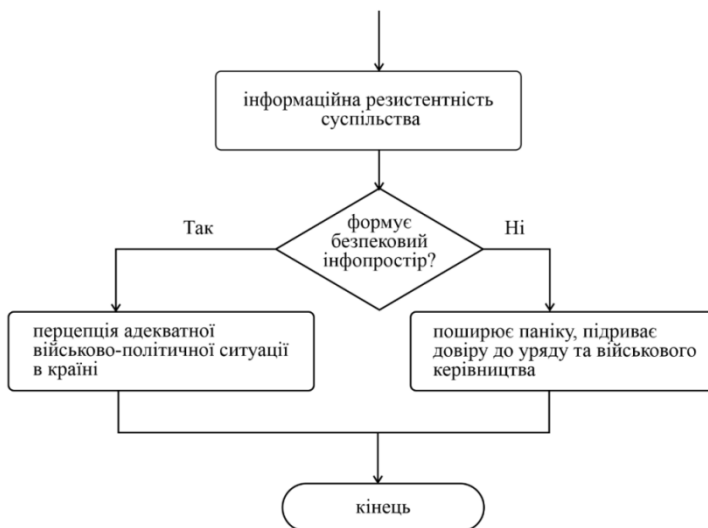 інформаційна резистентність
суспільства
Так
формує
безпековий
інфопростір?
Ні
перцепція адекватної
військово-політичної ситуації
в країні
поширює паніку, підриває
довіру до уряду та військового
керівництва
кінець